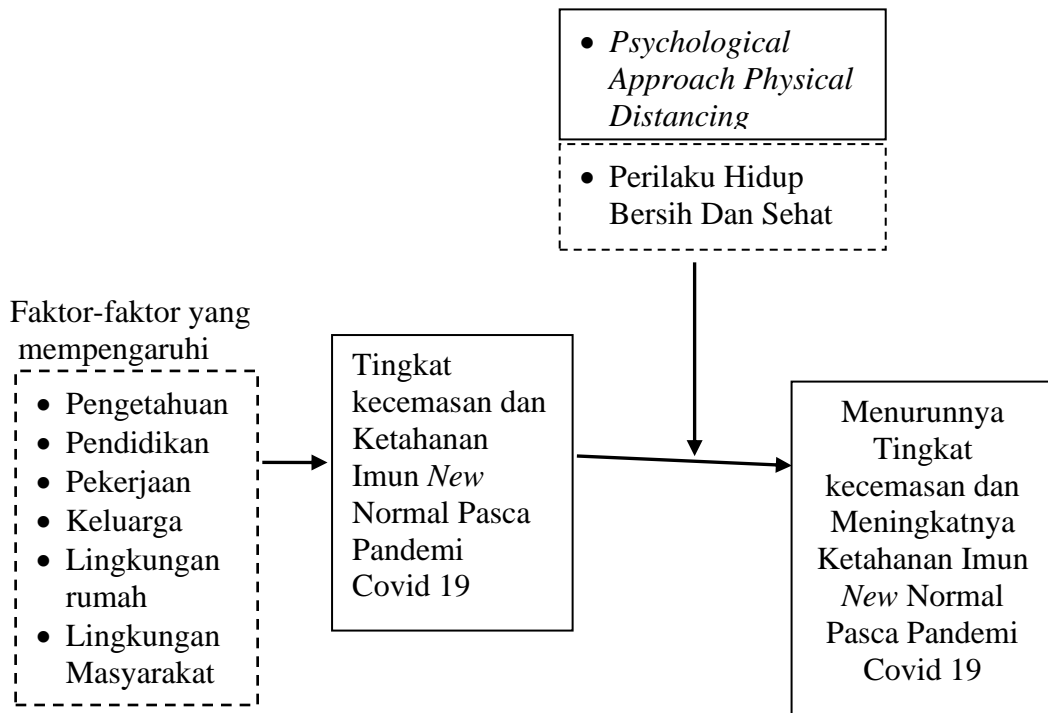 • Psychological
Approach Physical
Distancing
• Perilaku Hidup
Bersih Dan Sehat
Faktor-faktor yang
mempengaruhi
• Pengetahuan
• Pendidikan
• Pekerjaan
• Keluarga
• Lingkungan
rumah
• Lingkungan
Masyarakat
Tingkat
kecemasan dan
Ketahanan
Imun New
Normal Pasca
Pandemi
Covid 19
Menurunnya
Tingkat
kecemasan dan
Meningkatnya
Ketahanan Imun
New Normal
Pasca Pandemi
Covid 19